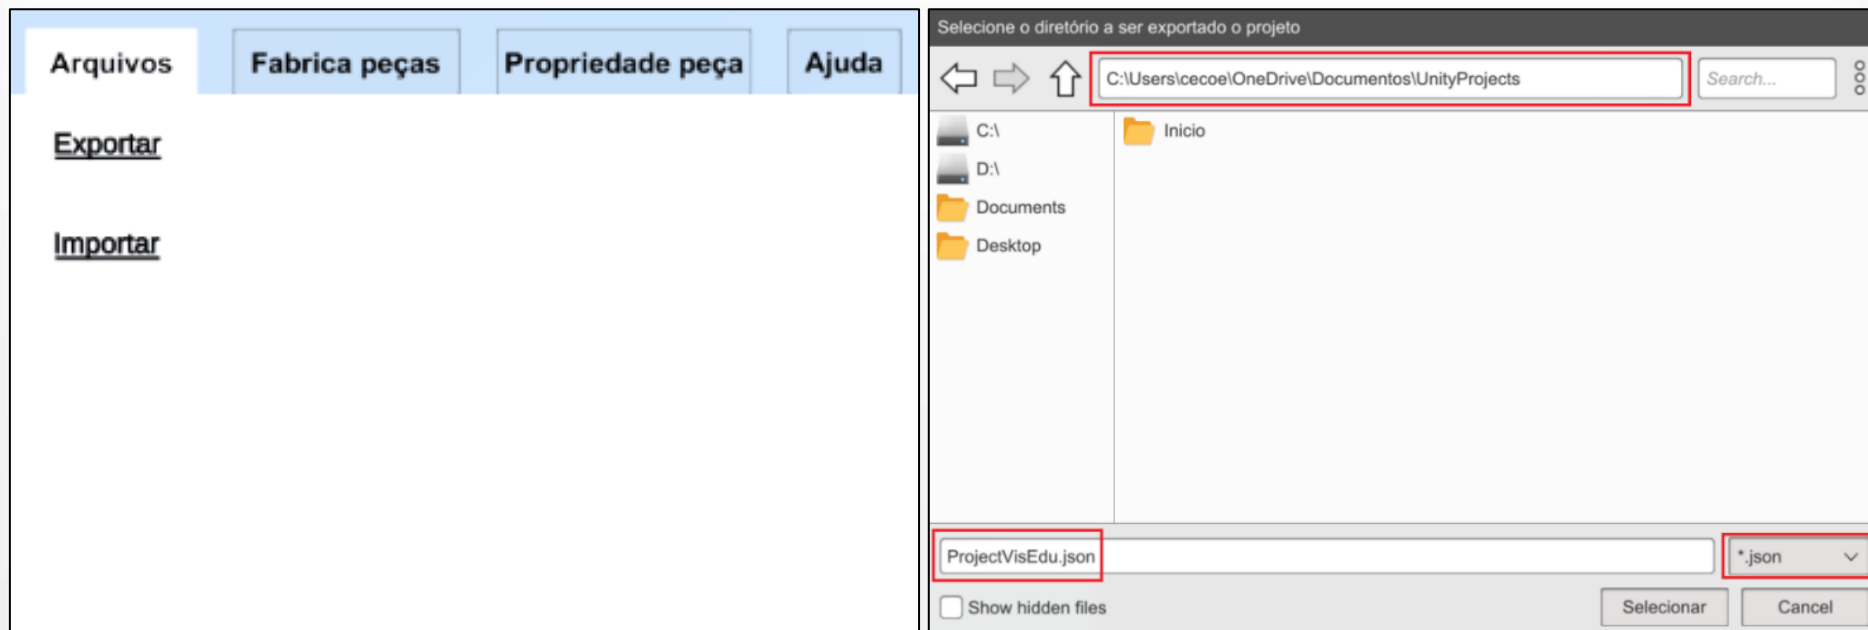 Arquivos Fabrica peças Propriedade peça Ajuda
Exportar
Importar
Selecione o diretório a ser exportado o projeto
C:\Users\cecoe\OneDrive\Documentos\UnityProjects Search...
C:\
D:\
Documents
Desktop
Inicio
ProjectVisEdu.json *.json
Show hidden files Selecionar Cancel